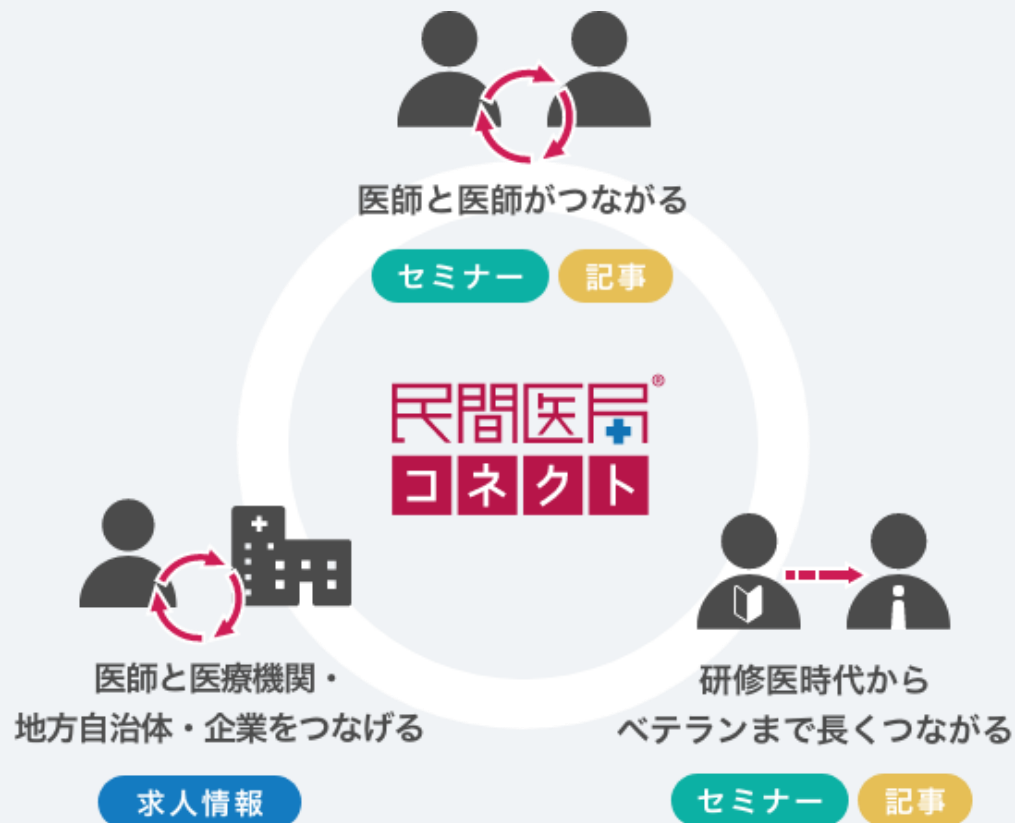 医師と医師がつながる
セミナー 記事
民間医局®
コネクト
医師と医療機関・
地方自治体・企業をつなげる
求人情報
研修医時代から
ベテランまで長くつながる
セミナー 記事